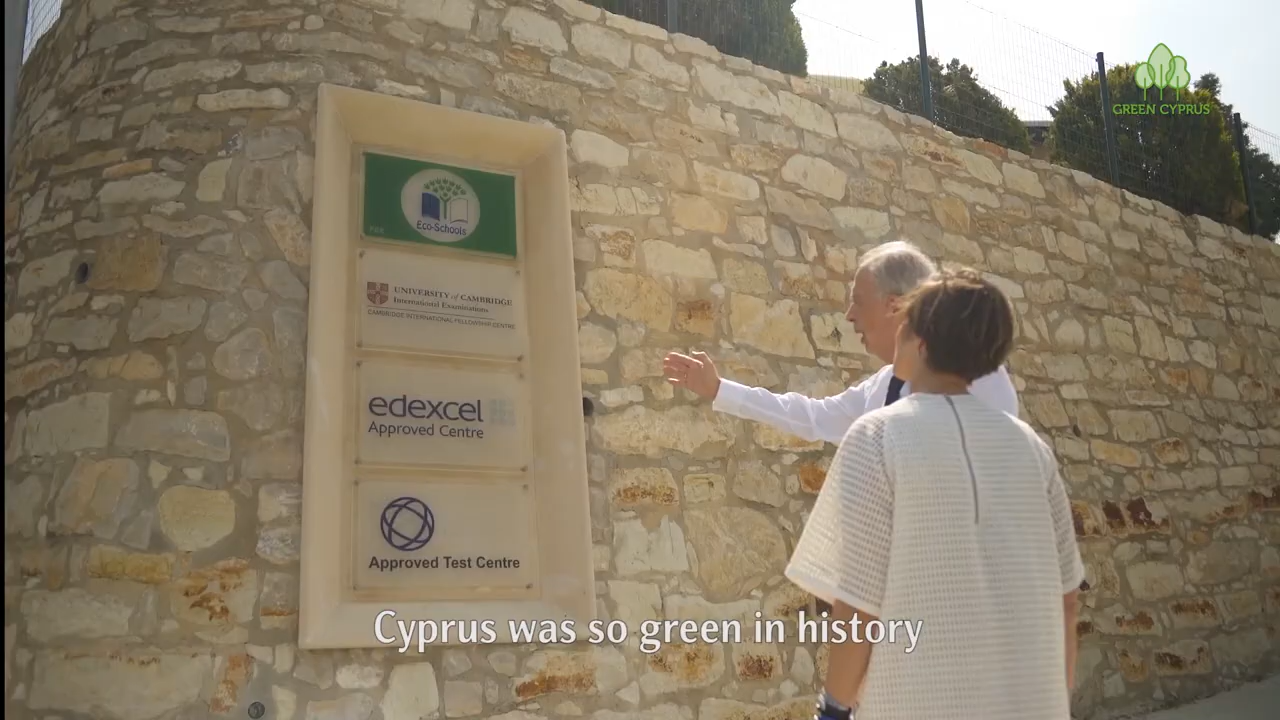 GREEN CYPRUS
Eco-Schools
UNIVERSITY of CAMBRIDGE
International Examinations
CAMBRIDGE INTERNATIONAL FELLOWSHIP CENTRE
edexcel
Approved Centre
Approved Test Centre
Cyprus was so green in history